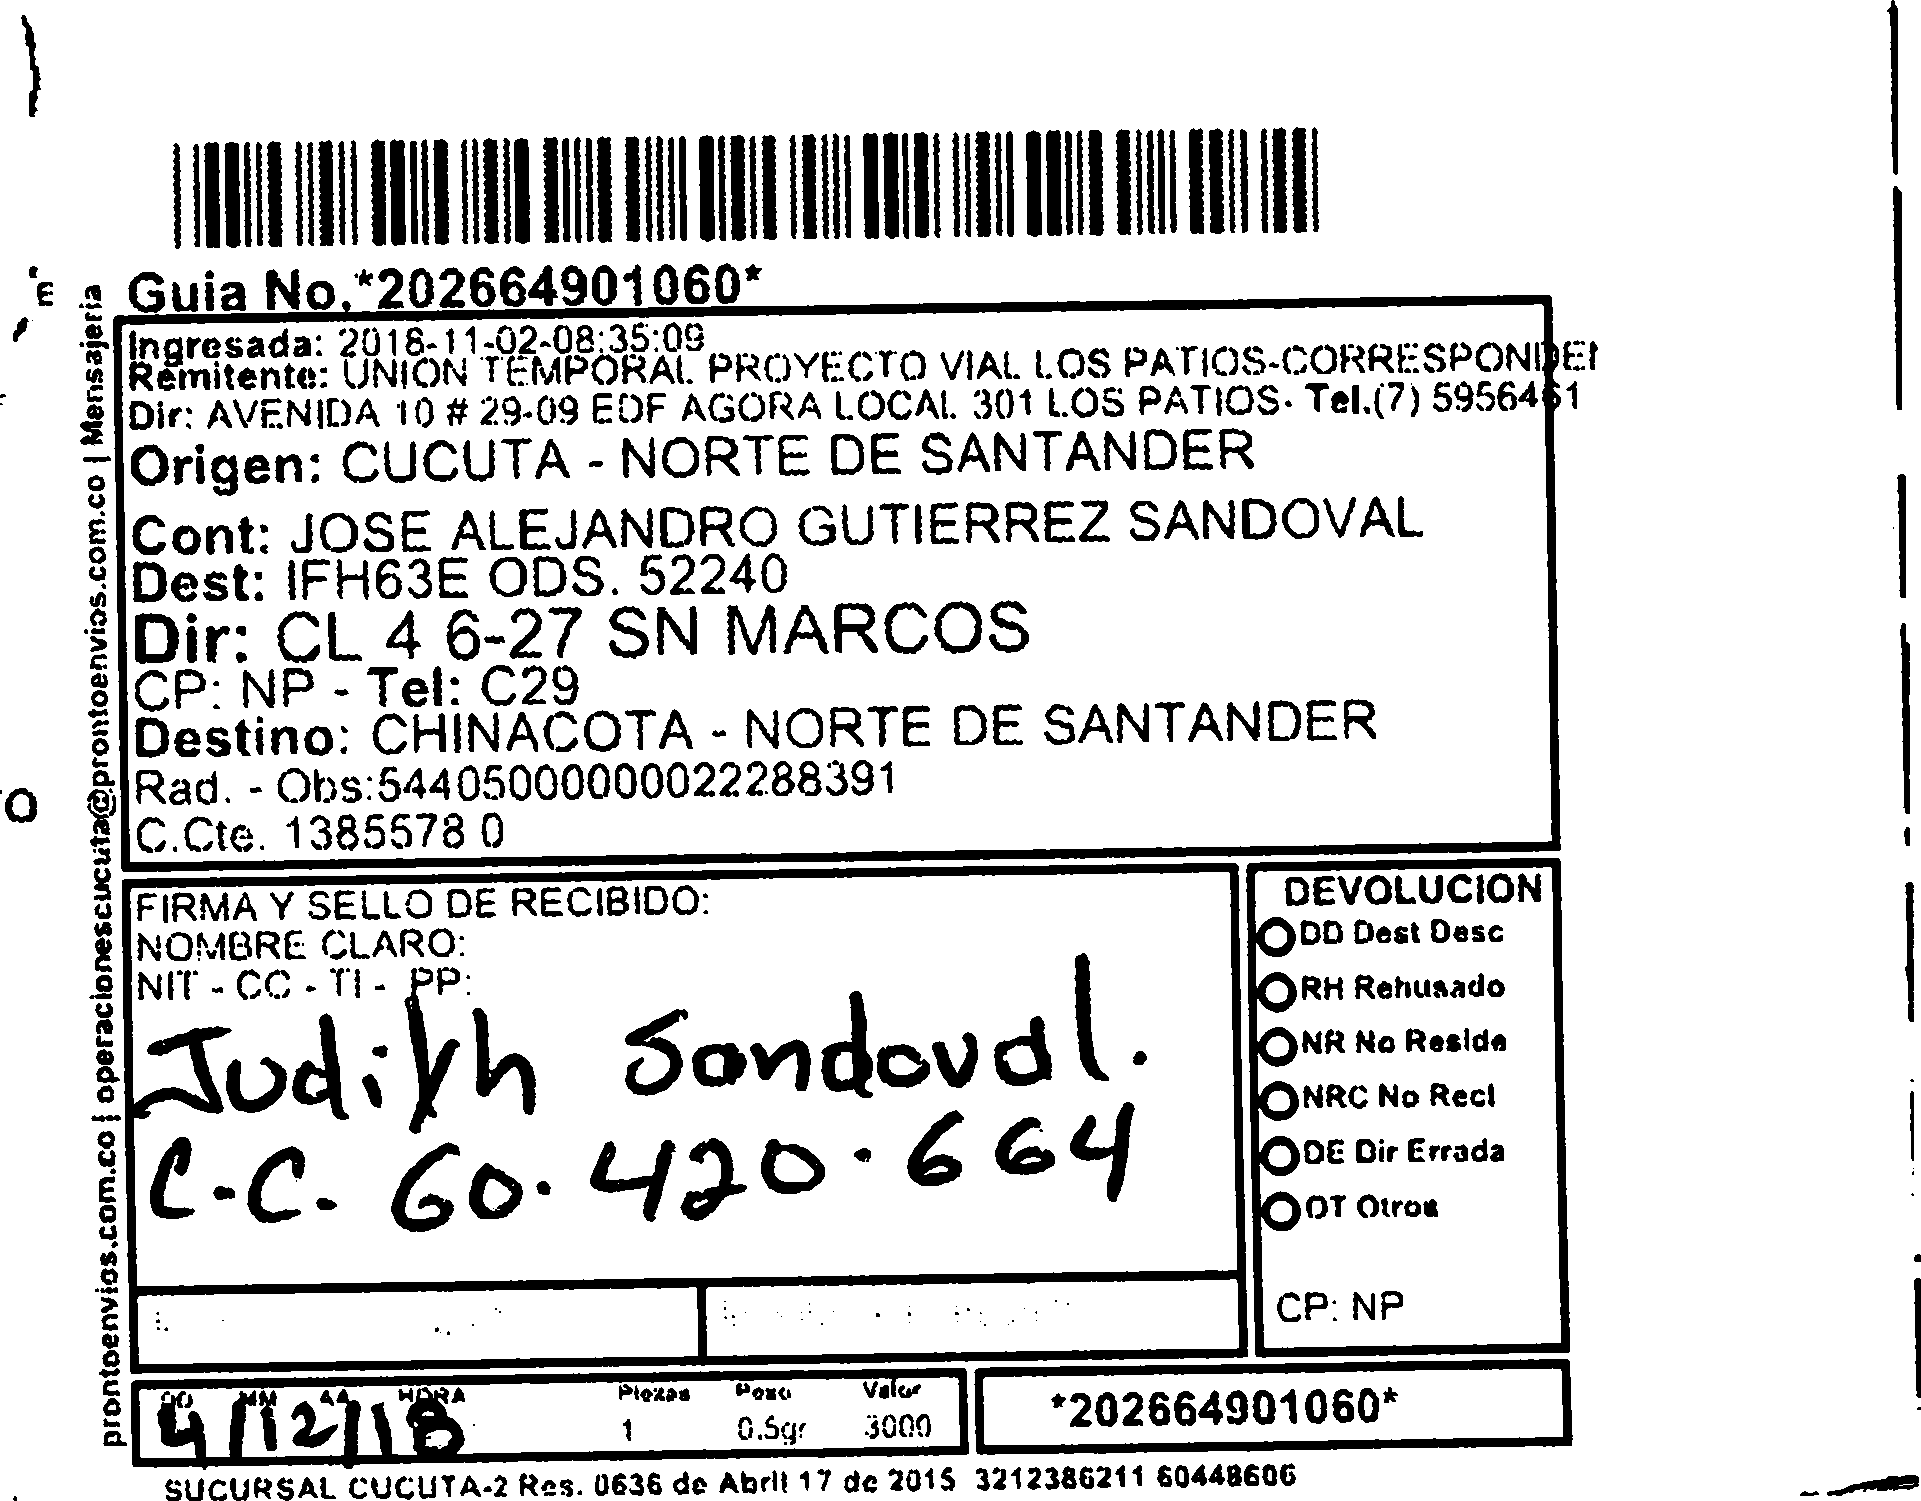 Guia No.*202664901060*
Ingresada: 2018-11-02-08:35:09
Remitente: UNION TEMPORAL PROYECTO VIAL LOS PATIOS-CORRESPONDEN
Dir: AVENIDA 10 # 29-09 EDF AGORA LOCAL 301 LOS PATIOS- Tel.(7) 5956461
Origen: CUCUTA - NORTE DE SANTANDER
Cont: JOSE ALEJANDRO GUTIERREZ SANDOVAL
Dest: IFH63E ODS. 52240
Dir: CL 4 6-27 SN MARCOS
CP: NP - Tel: C29
Destino: CHINACOTA - NORTE DE SANTANDER
Rad. - Obs:544050000000022288391
C.Cte. 1385578 0
prontoenvios.com.co | operacionescucuta@prontoenvios.com.co | Mensajeria
FIRMA Y SELLO DE RECIBIDO:
NOMBRE CLARO:
NIT - CC - TI - PP:
Judith Sandoval.
C.C. 60.420.664
DEVOLUCION
DD Dest Desc
RH Rehusado
NR No Reside
NRC No Recl
DE Dir Errada
OT Otros
CP: NP
DD MM AA HORA Piezas Peso Valor
4/12/18 1 0.5gr 3000
*202664901060*
SUCURSAL CUCUTA-2 Res. 0636 de Abril 17 de 2015 3212386211 60448606